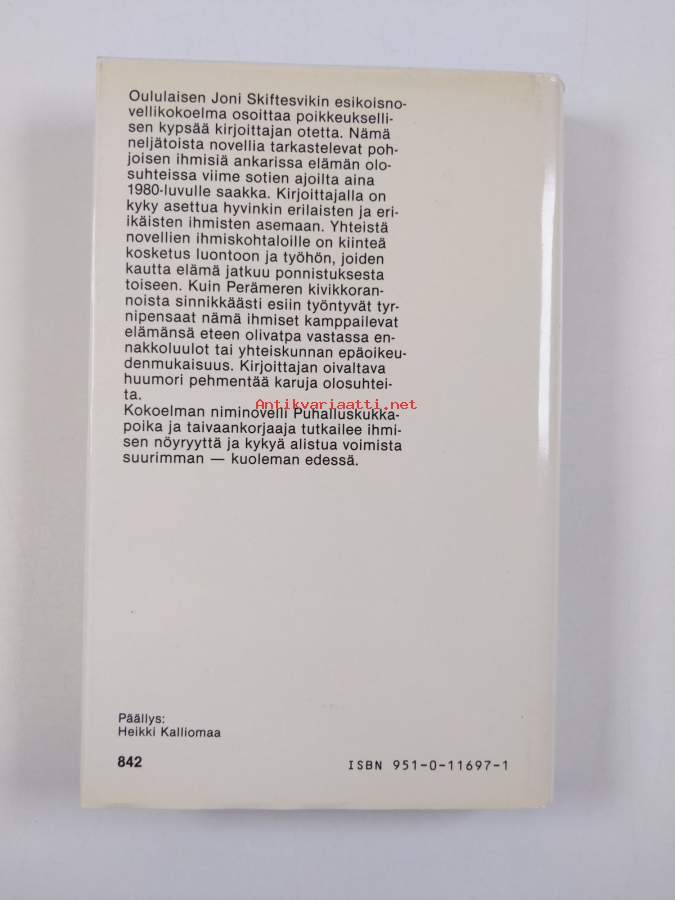 Oululaisen Joni Skiftesvikin esikoisno-
vellikokoelma osoittaa poikkeukselli-
sen kypsää kirjoittajan otetta. Nämä
neljätoista novellia tarkastelevat poh-
joisen ihmisiä ankarissa elämän olo-
suhteissa viime sotien ajoilta aina
1980-luvulle saakka. Kirjoittajalla on
kyky asettua hyvinkin erilaisten ja eri-
ikäisten ihmisten asemaan. Yhteistä
novellien ihmiskohtaloille on kiinteä
kosketus luontoon ja työhön, joiden
kautta elämä jatkuu ponnistuksesta
toiseen. Kuin Perämeren kivikkoran-
noista sinnikkäästi esiin työntyvät tyr-
nipensaat nämä ihmiset kamppailevat
elämänsä eteen olivatpa vastassa en-
nakkoluulot tai yhteiskunnan epäoikeu-
denmukaisuus. Kirjoittajan oivaltava
huumori pehmentää karuja olosuhtei-
ta.
Antikvariaatti.net
Kokoelman niminovelli Puhalluskukka-
poika ja taivaankorjaaja tutkailee ihmi-
sen nöyryyttä ja kykyä alistua voimista
suurimman — kuoleman edessä.
Päällys:
Heikki Kalliomaa
842
ISBN 951-0-11697-1